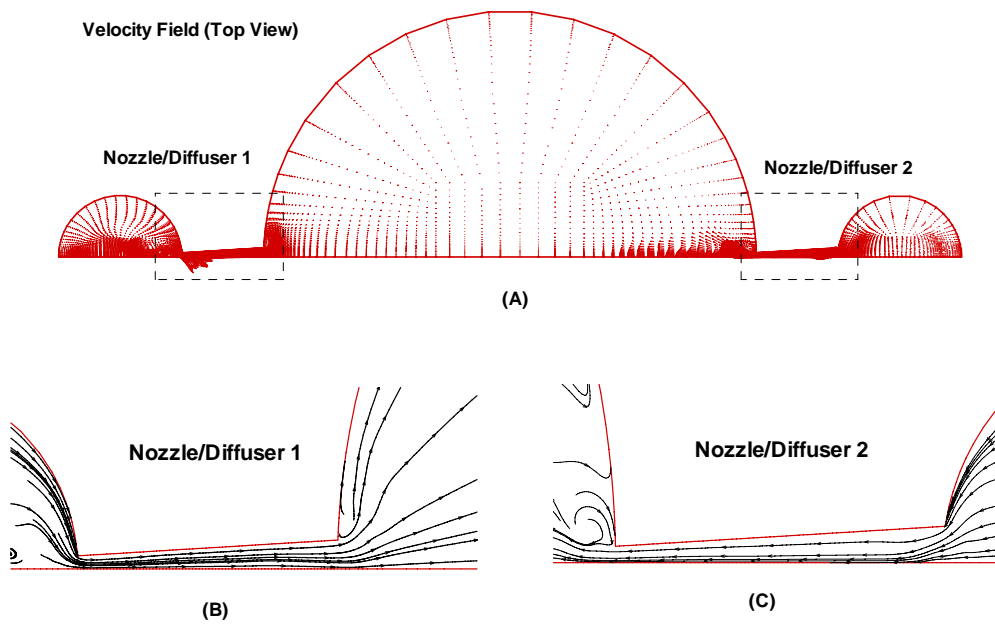 Velocity Field (Top View)
Nozzle/Diffuser 1
Nozzle/Diffuser 2
(A)
Nozzle/Diffuser 1
Nozzle/Diffuser 2
(B)
(C)